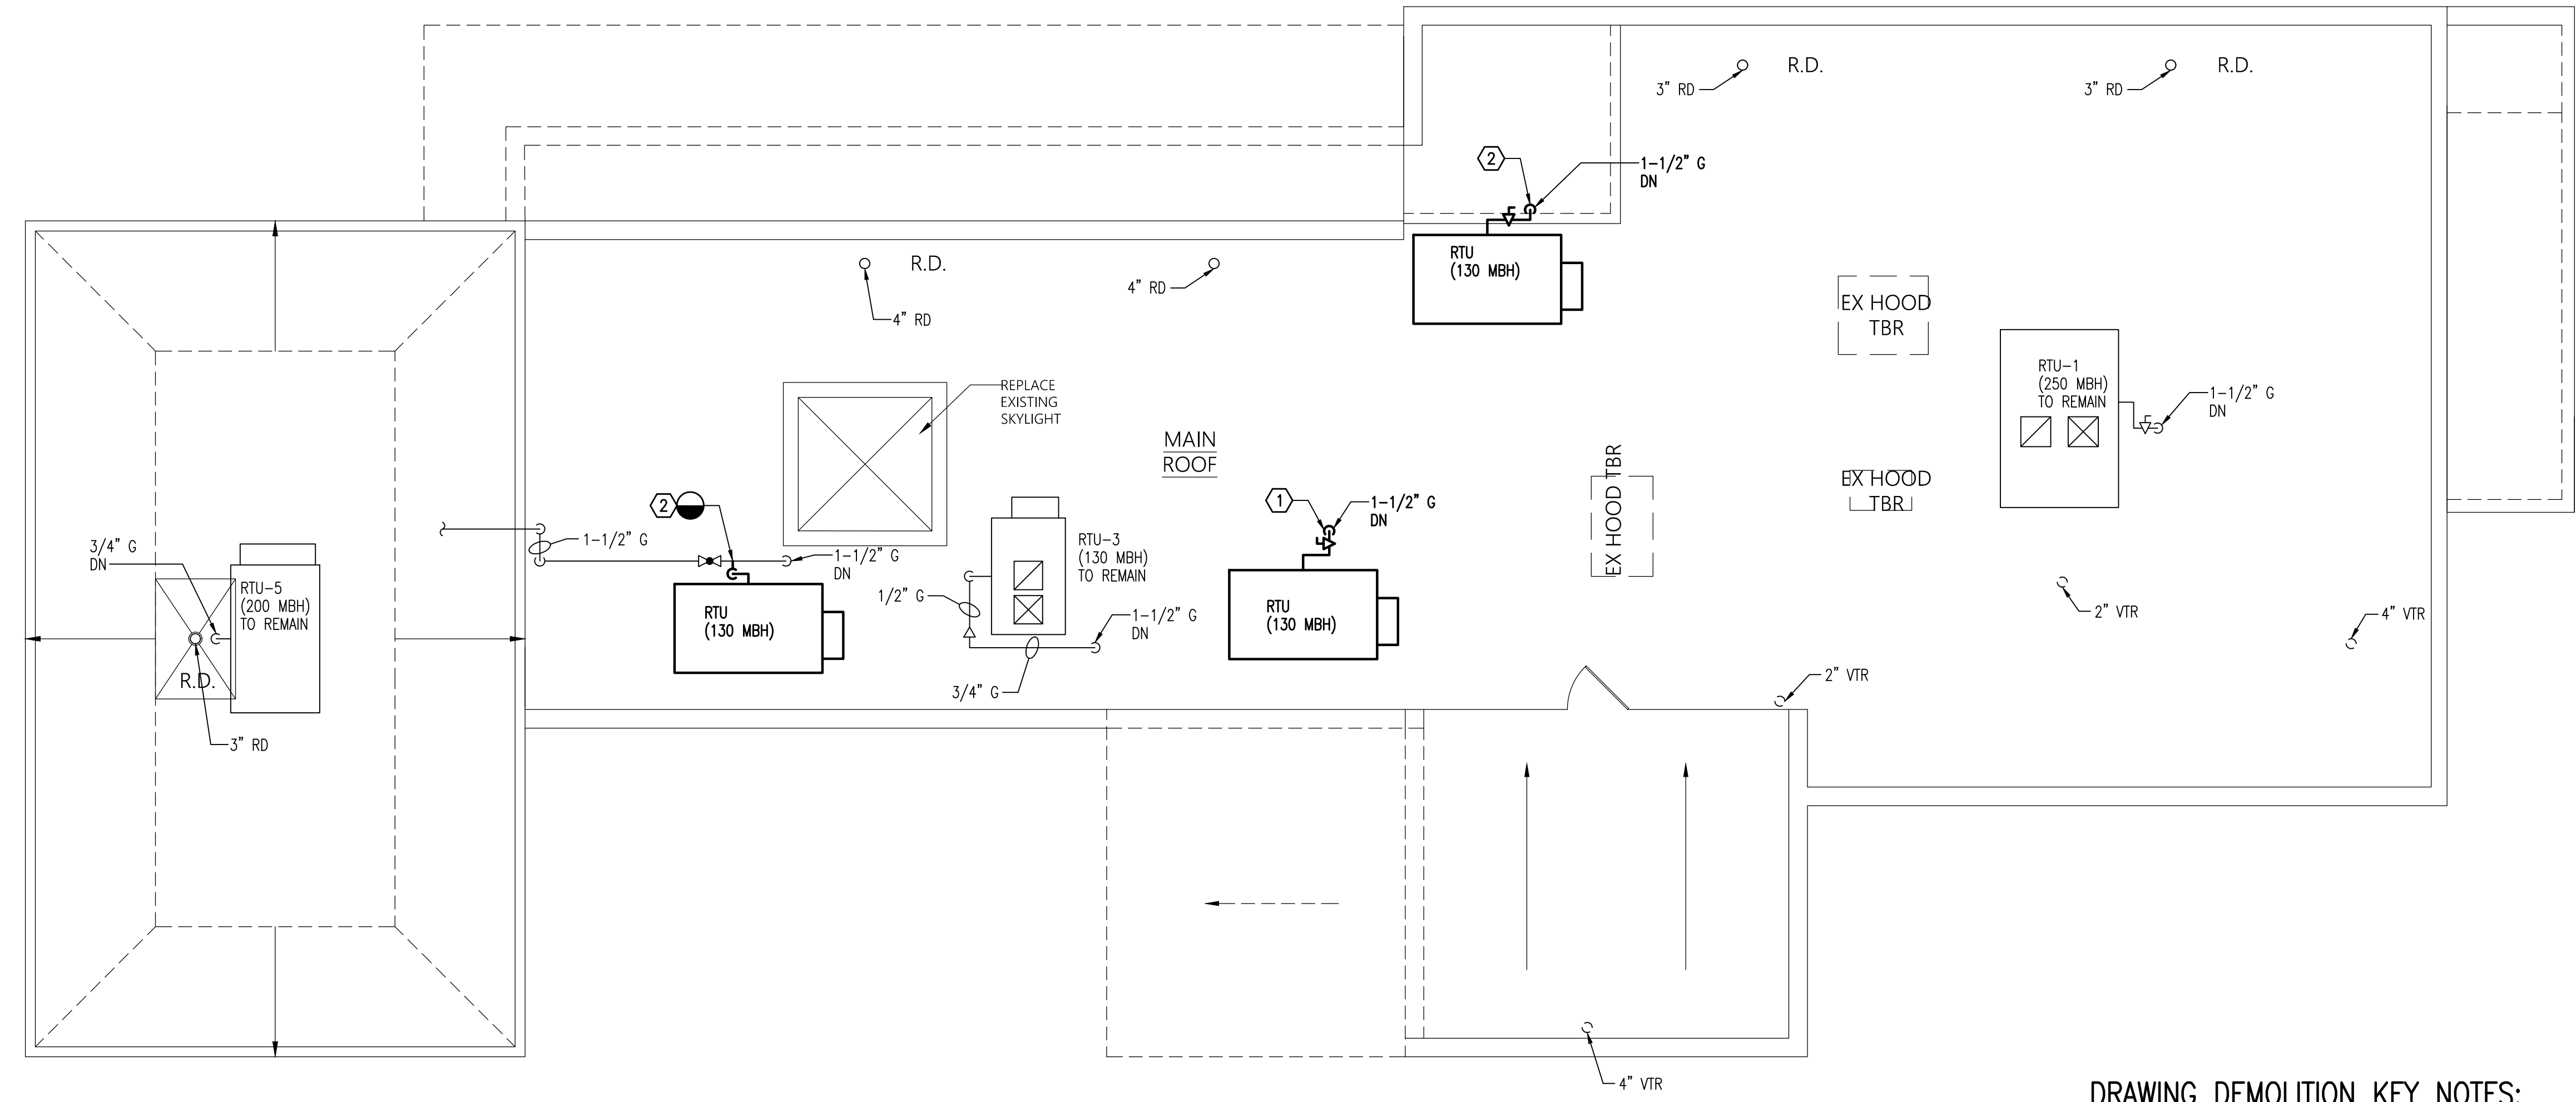 R.D.
3" RD
R.D.
3" RD
2
1-1/2" G
DN
R.D.
4" RD
4" RD
RTU
(130 MBH)
EX HOOD
TBR
RTU-1
(250 MBH)
TO REMAIN
1-1/2" G
DN
REPLACE
EXISTING
SKYLIGHT
MAIN
ROOF
EX HOOD TBR
EX HOOD
TBR
2
1-1/2" G
1-1/2" G
DN
1
1-1/2" G
DN
RTU-3
(130 MBH)
TO REMAIN
3/4" G
DN
RTU-5
(200 MBH)
TO REMAIN
RTU
(130 MBH)
1/2" G
1-1/2" G
DN
RTU
(130 MBH)
2" VTR
4" VTR
R.D.
3/4" G
2" VTR
3" RD
4" VTR
DRAWING DEMOLITION KEY NOTES: